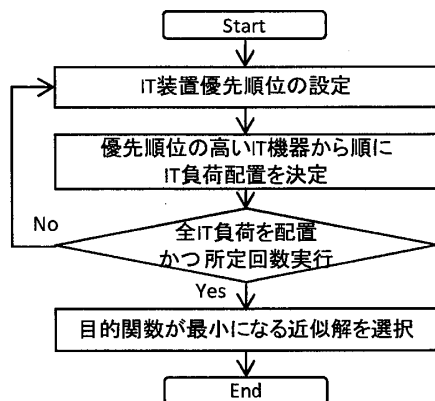 Start
IT装置優先順位の設定
優先順位の高いIT機器から順に
IT負荷配置を決定
No
全IT負荷を配置
かつ所定回数実行
Yes
目的関数が最小になる近似解を選択
End